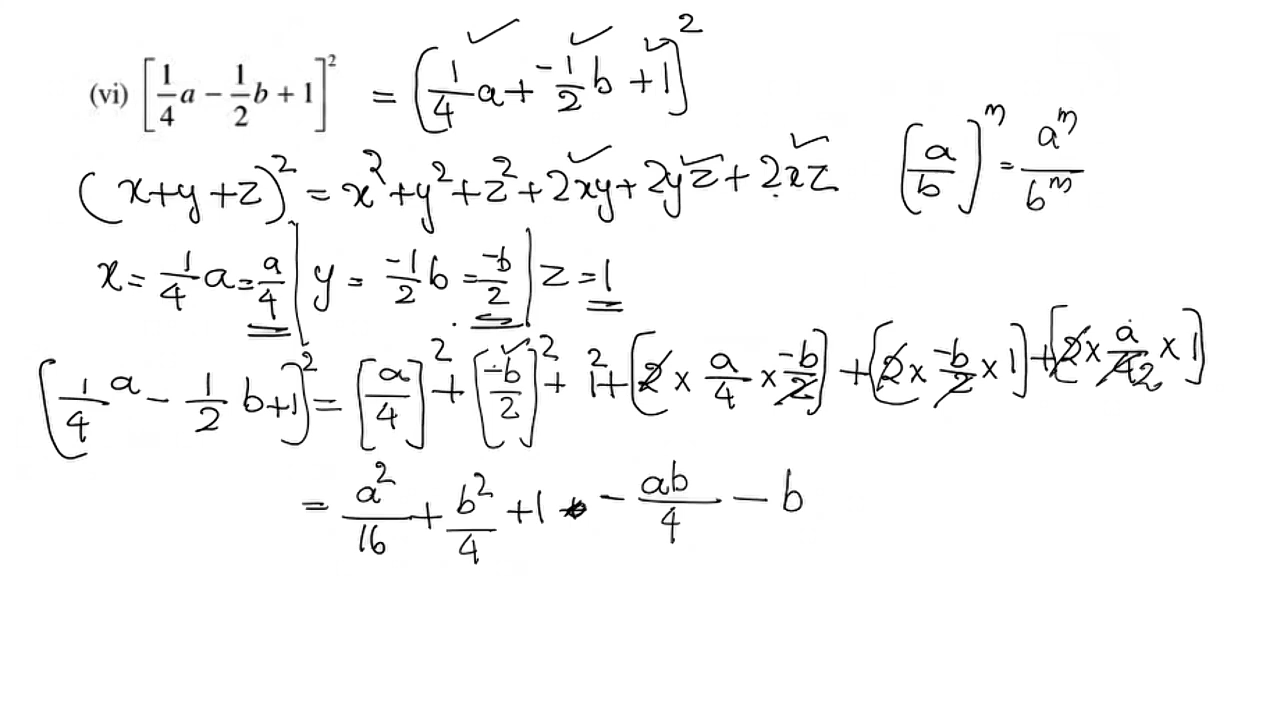 (vi) [1/4 a − 1/2 b + 1]² = [1/4 a + -1/2 b + 1]²
(x+y+z)² = x² + y² + z² + 2xy + 2yz + 2xz
[a/b]^m = a^m/b^m
x = 1/4 a = a/4 | y = -1/2 b = -b/2 | z = 1
[1/4 a − 1/2 b + 1]² = [a/4]² + [-b/2]² + 1² + [2 × a/4 × -b/2] + [2 × -b/2 × 1] + [2 × a/4 2 × 1]
= a²/16 + b²/4 + 1 − ab/4 − b